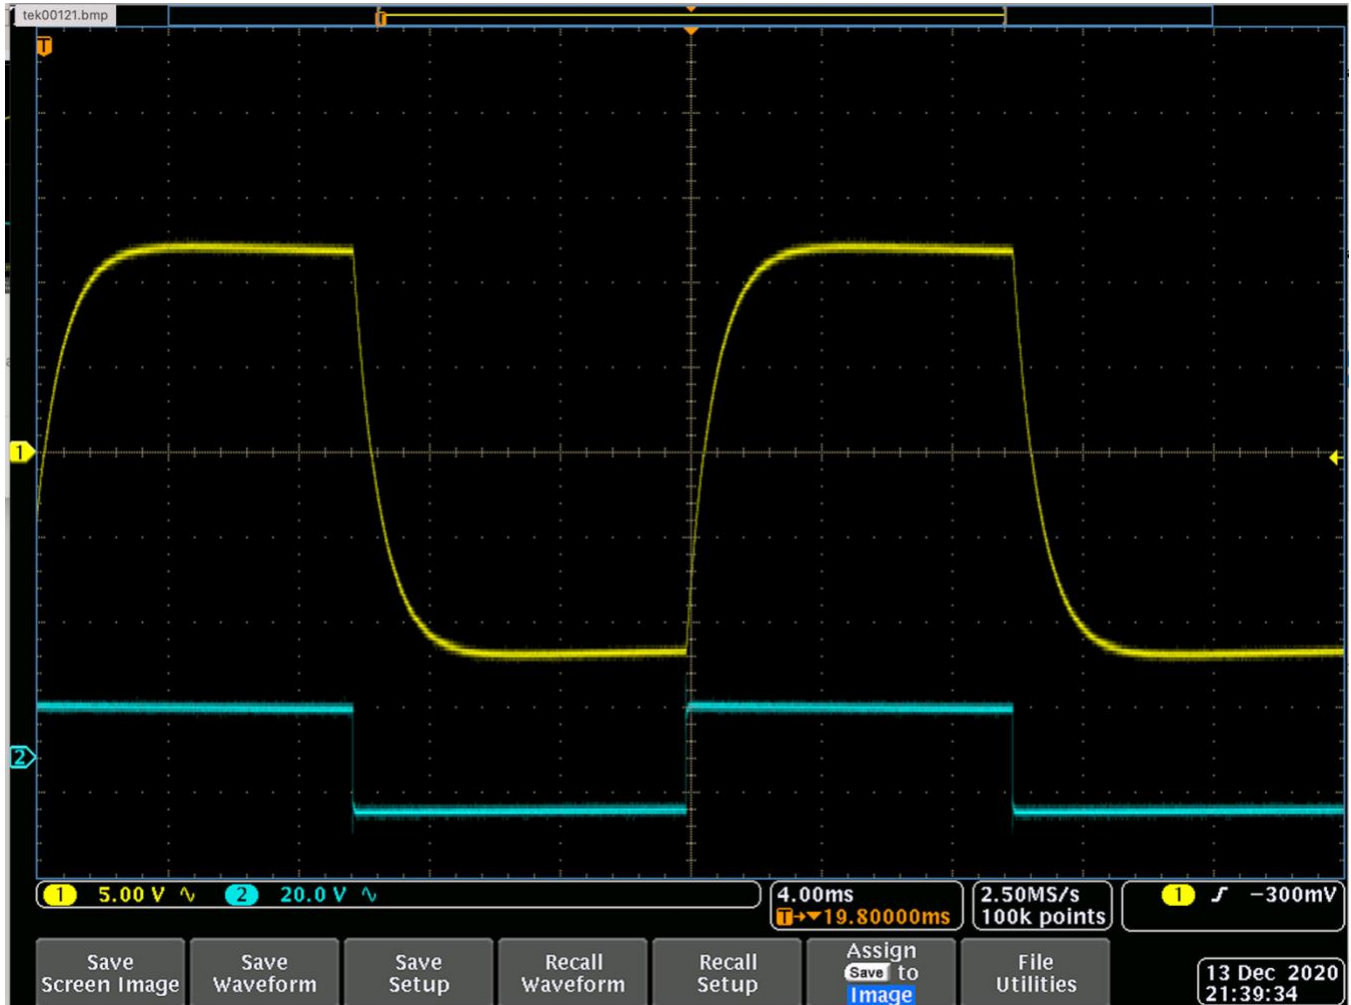 tek00121.bmp
T
T
1
2
1 5.00 V ∿ 2 20.0 V ∿
4.00ms
T→▼19.80000ms
2.50MS/s
100k points
1 ʃ −300mV
Save
Screen Image
Save
Waveform
Save
Setup
Recall
Waveform
Recall
Setup
Assign
Save to
Image
File
Utilities
13 Dec 2020
21:39:34